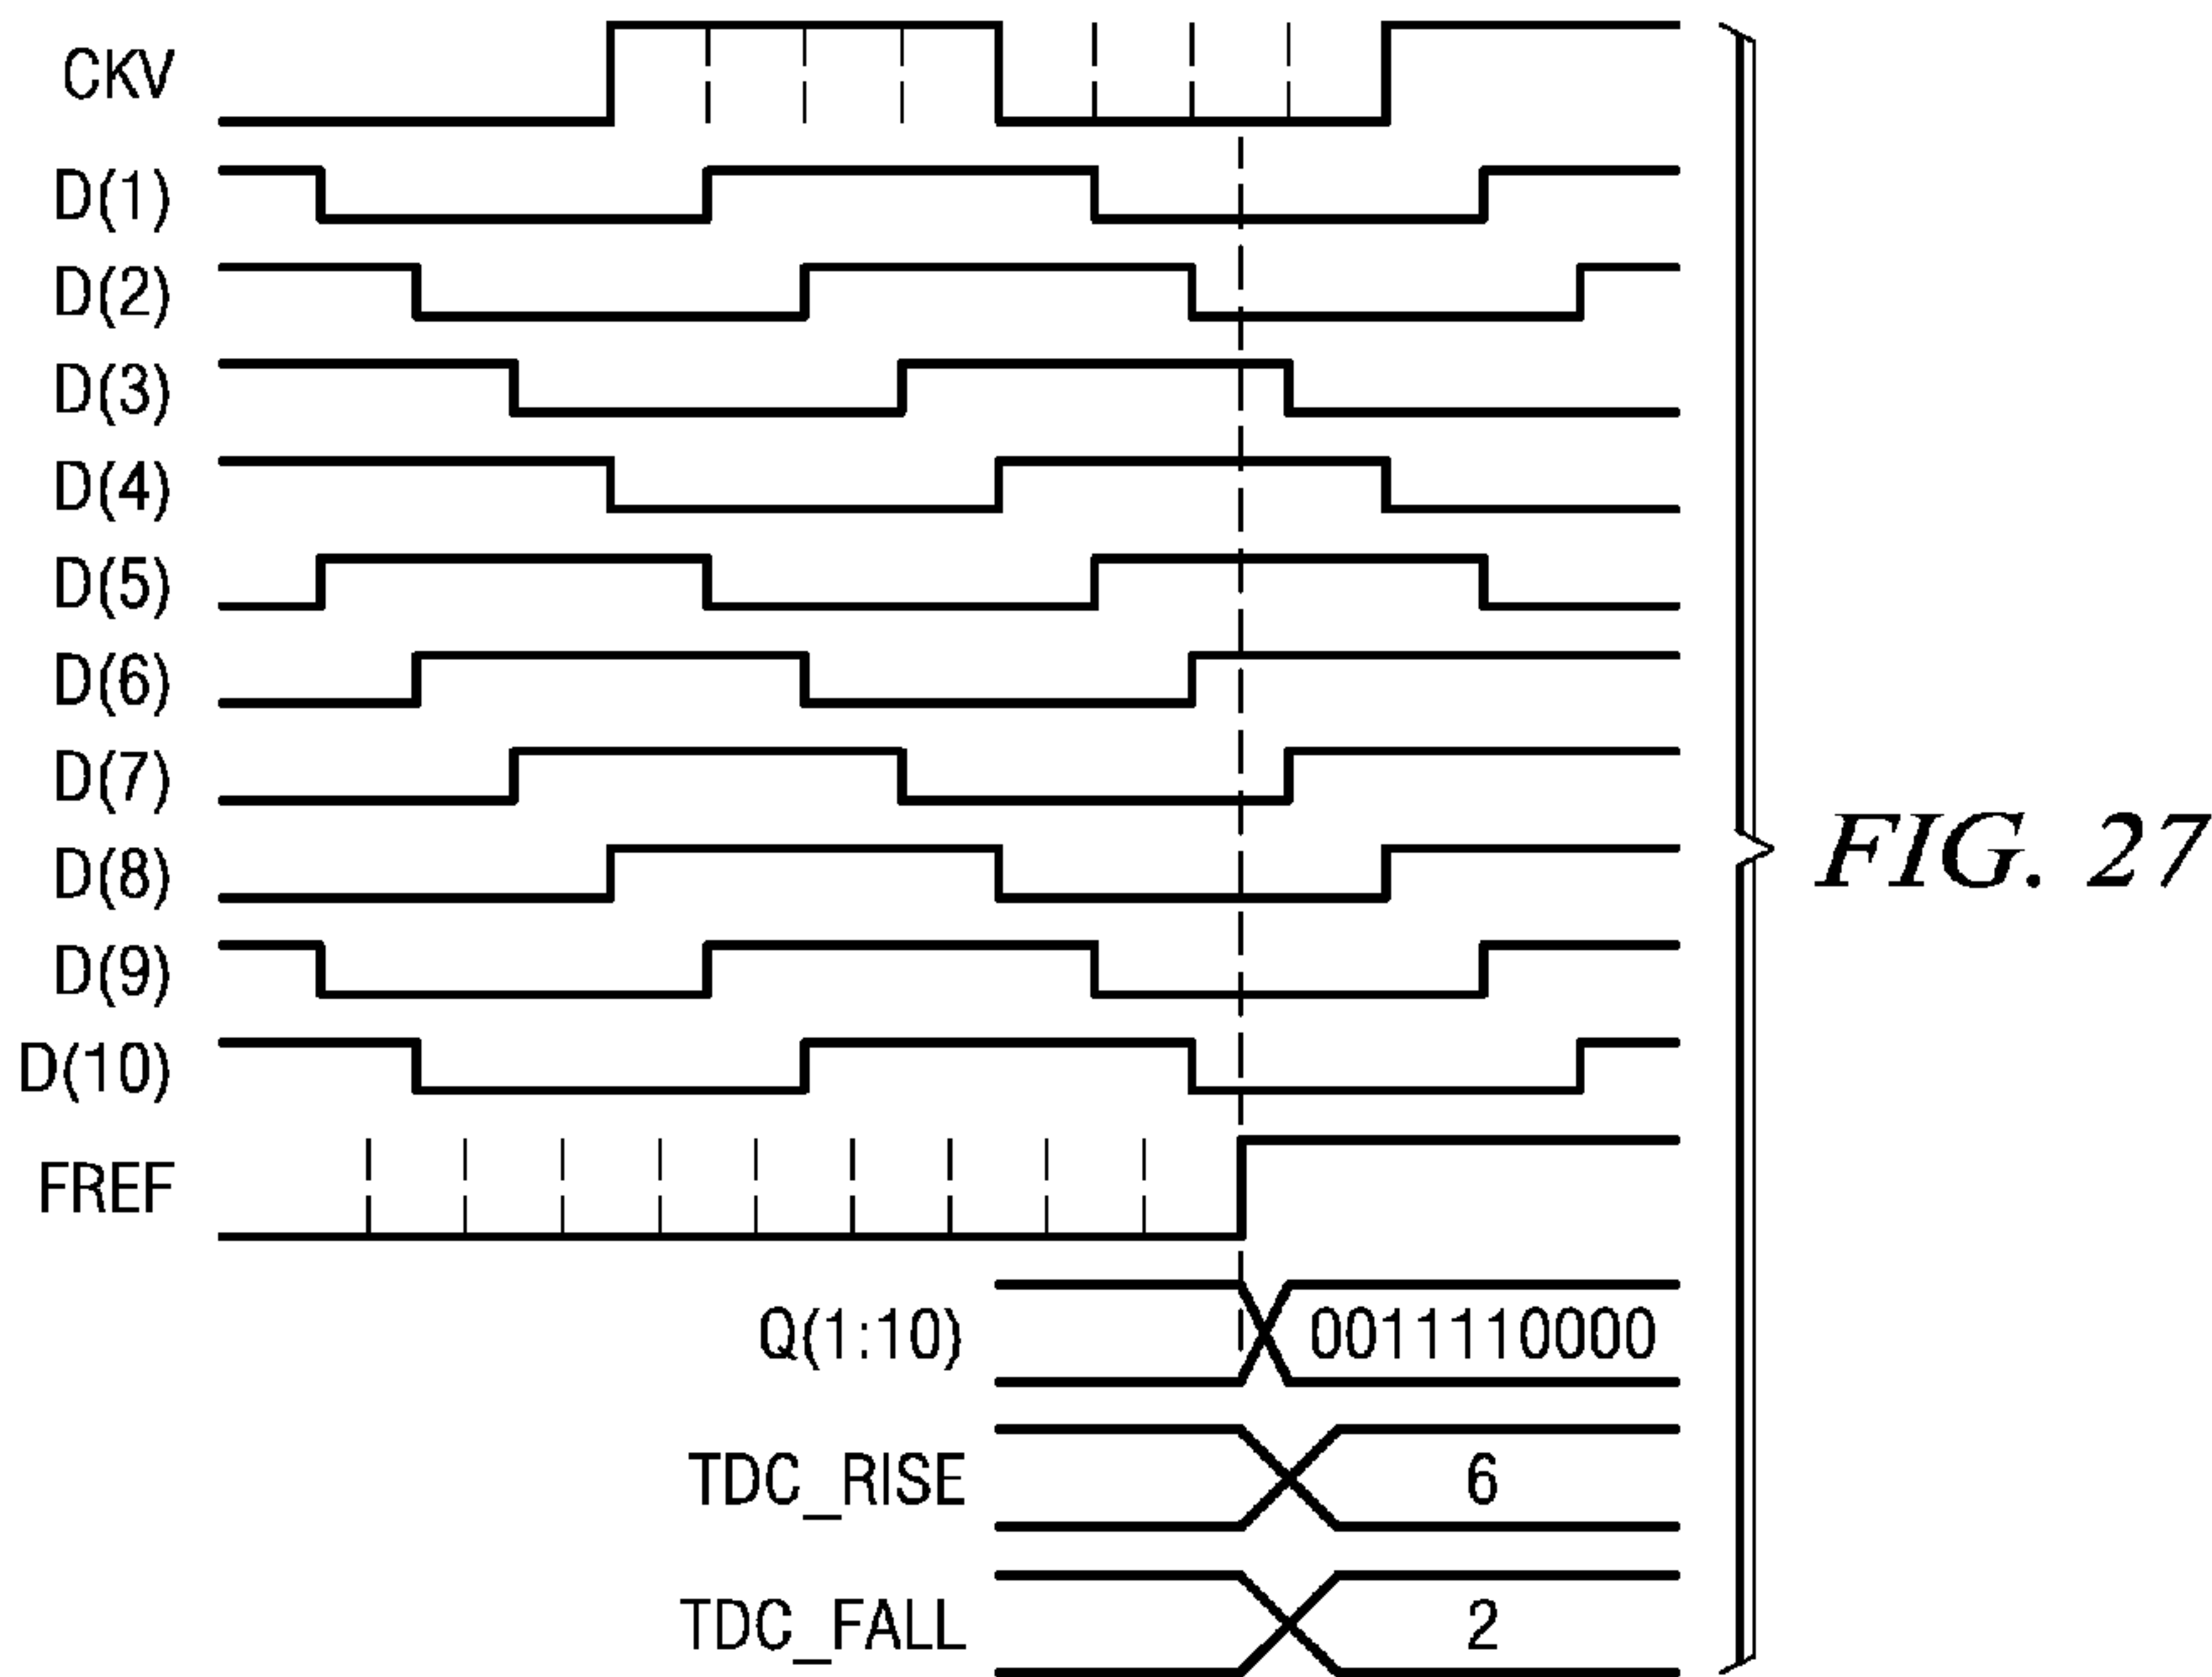 CKV
D(1)
D(2)
D(3)
D(4)
D(5)
D(6)
D(7)
D(8)
D(9)
D(10)
FREF
Q(1:10) 0011110000
TDC_RISE 6
TDC_FALL 2
FIG. 27